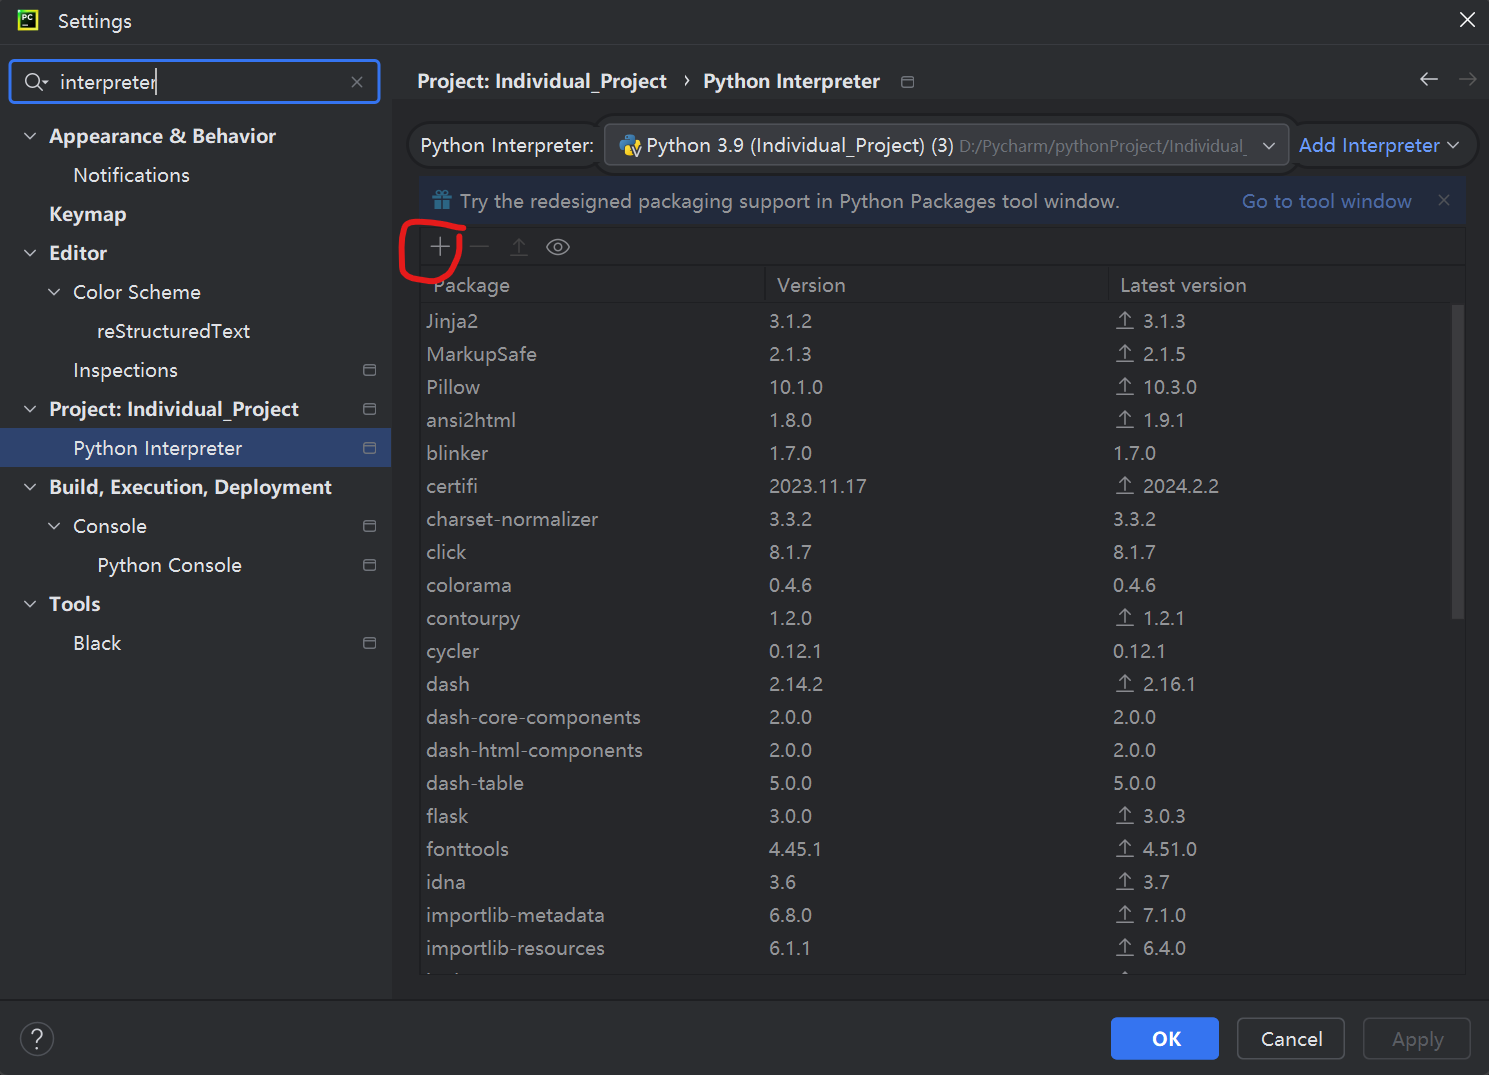 PC Settings
interpreter
Appearance & Behavior
Notifications
Keymap
Editor
Color Scheme
reStructuredText
Inspections
Project: Individual_Project
Python Interpreter
Build, Execution, Deployment
Console
Python Console
Tools
Black
Project: Individual_Project › Python Interpreter
Python Interpreter: Python 3.9 (Individual_Project) (3) D:/Pycharm/pythonProject/Individual_ Add Interpreter
Try the redesigned packaging support in Python Packages tool window. Go to tool window
Package Version Latest version
Jinja2 3.1.2 3.1.3
MarkupSafe 2.1.3 2.1.5
Pillow 10.1.0 10.3.0
ansi2html 1.8.0 1.9.1
blinker 1.7.0 1.7.0
certifi 2023.11.17 2024.2.2
charset-normalizer 3.3.2 3.3.2
click 8.1.7 8.1.7
colorama 0.4.6 0.4.6
contourpy 1.2.0 1.2.1
cycler 0.12.1 0.12.1
dash 2.14.2 2.16.1
dash-core-components 2.0.0 2.0.0
dash-html-components 2.0.0 2.0.0
dash-table 5.0.0 5.0.0
flask 3.0.0 3.0.3
fonttools 4.45.1 4.51.0
idna 3.6 3.7
importlib-metadata 6.8.0 7.1.0
importlib-resources 6.1.1 6.4.0
? OK Cancel Apply